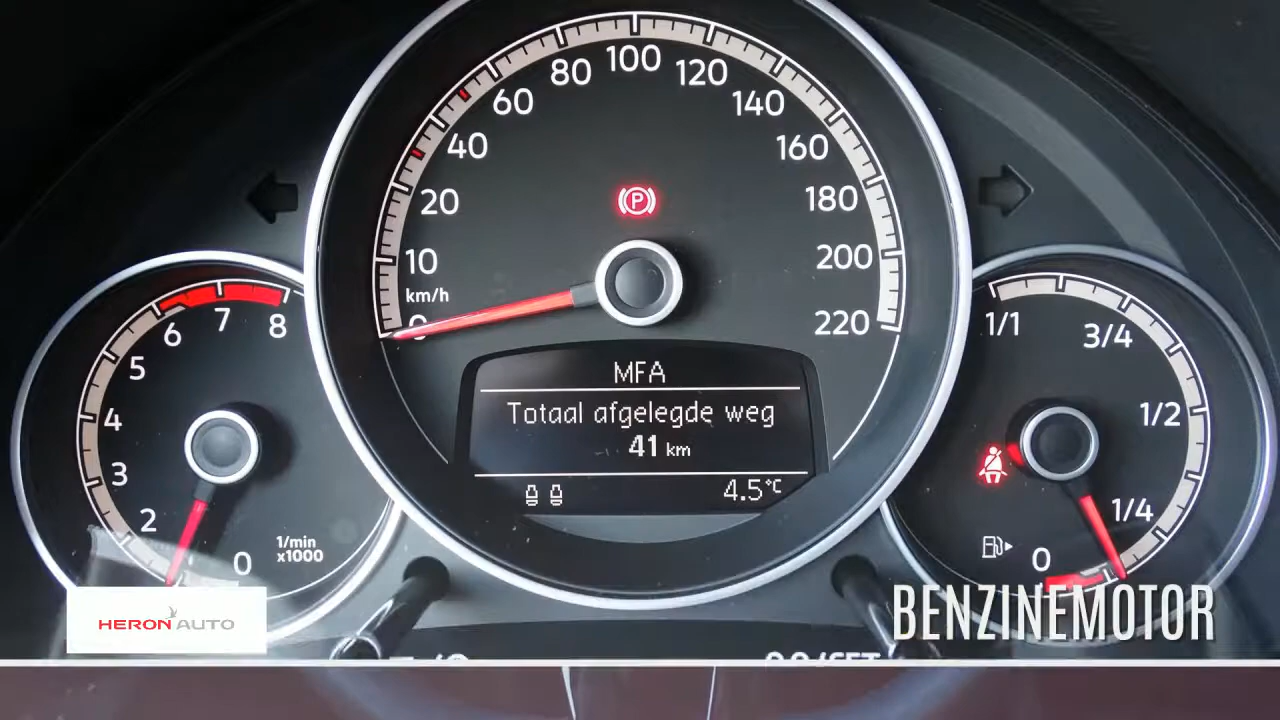 100
80
120
60
140
40
160
20
180
10
200
km/h
0
220
MFA
Totaal afgelegde weg
41 km
4.5°C
6
7
8
5
4
3
2
0
1/min
x1000
1/1
3/4
1/2
1/4
0
P
HERON AUTO
BENZINEMOTOR